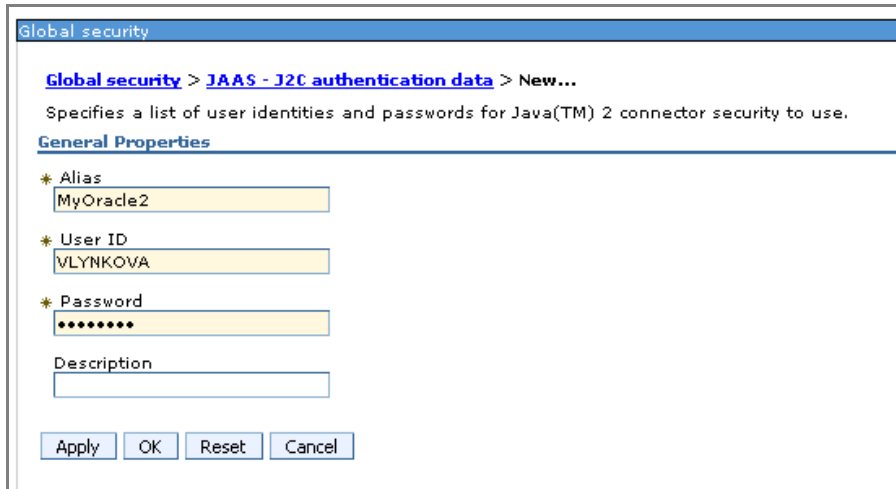 Global security
Global security > JAAS - J2C authentication data > New...
Specifies a list of user identities and passwords for Java(TM) 2 connector security to use.
General Properties
* Alias
MyOracle2
* User ID
VLYNKOVA
* Password
••••••••
Description
Apply OK Reset Cancel